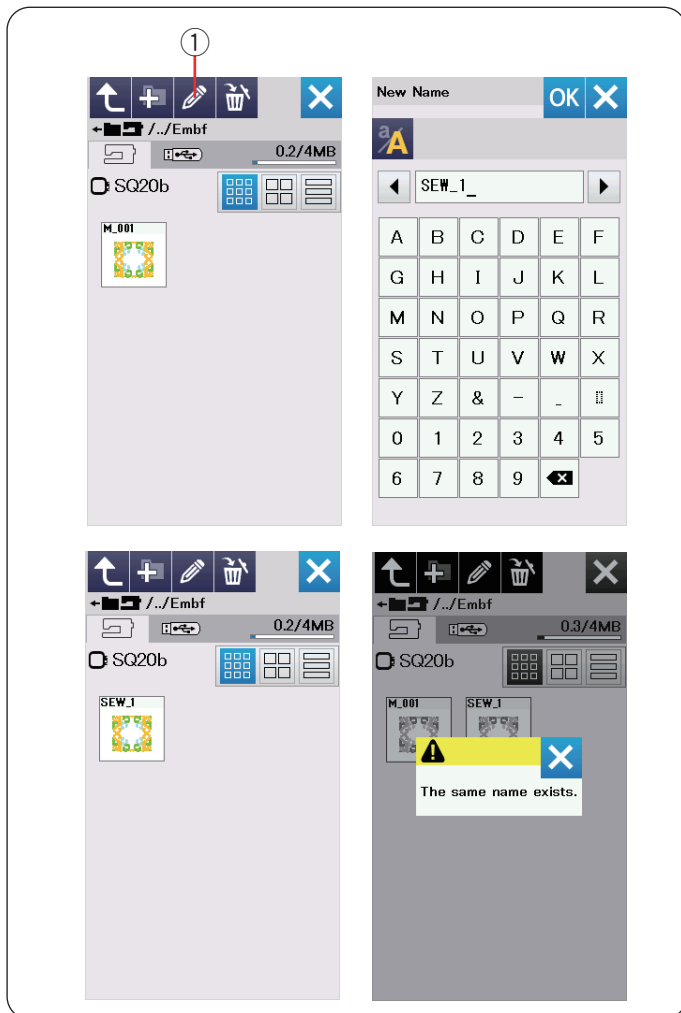 ①
/../Embf
0.2/4MB
SQ20b
M_001
New Name
OK
a/A
SEW_1_
A B C D E F
G H I J K L
M N O P Q R
S T U V W X
Y Z & - _
0 1 2 3 4 5
6 7 8 9
/../Embf
0.2/4MB
SQ20b
SEW_1
/../Embf
0.3/4MB
SQ20b
M_001 SEW_1
The same name exists.